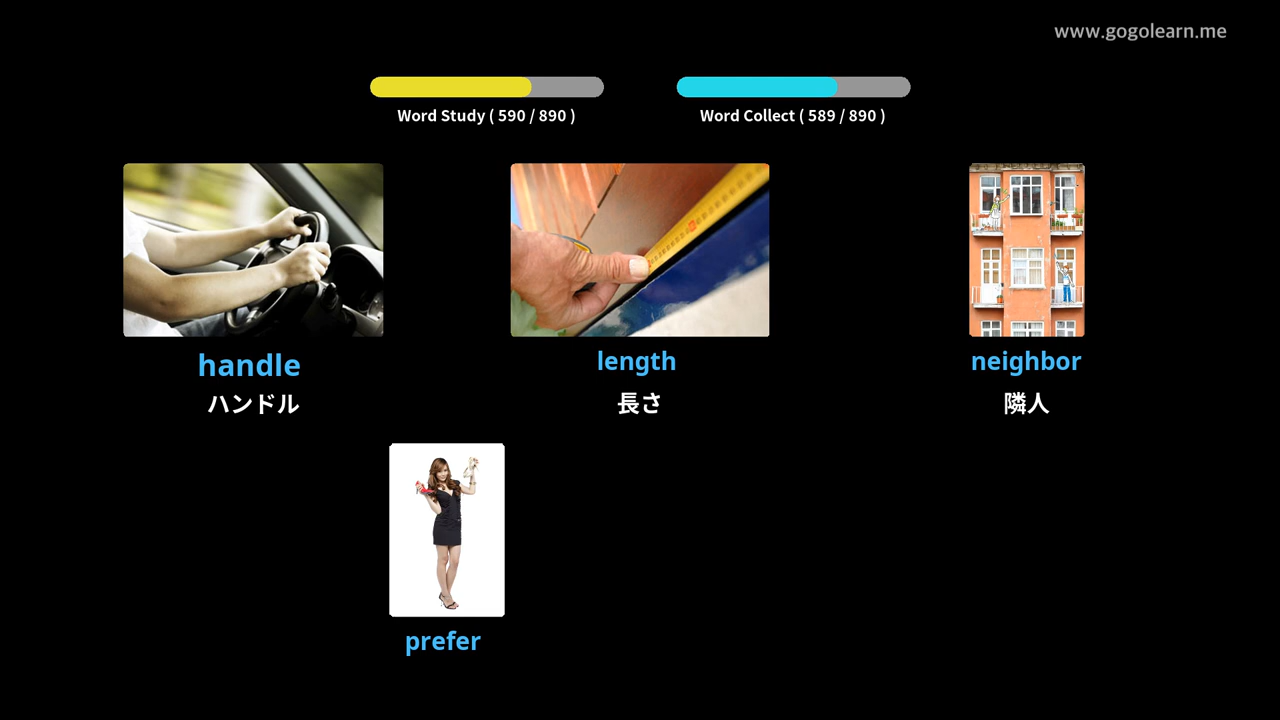 www.gogolearn.me
Word Study ( 590 / 890 )
Word Collect ( 589 / 890 )
handle
ハンドル
length
長さ
neighbor
隣人
prefer